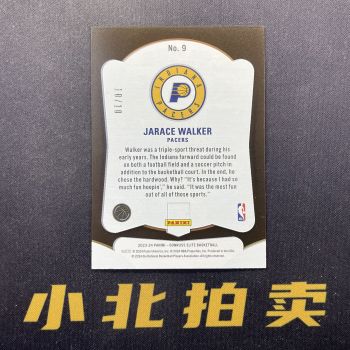 No. 9
10/10
INDIANA
PACERS
JARACE WALKER
PACERS
Walker was a triple-sport threat during his
early years. The Indiana forward could be found
on both a football field and a soccer pitch in
addition to the basketball court. In the end, he
chose the hardwood. Why? "It's because I had so
much fun hoopin'," he said. "It was the most fun
out of all of those sports."
PANINI
NBA
2023-24 PANINI - DONRUSS ELITE BASKETBALL
小北拍卖